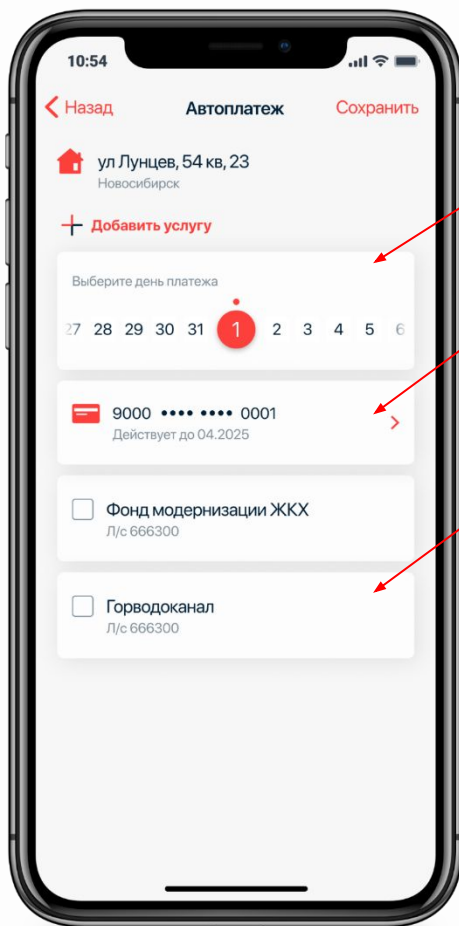 10:54
Назад
Автоплатеж
Сохранить
ул Лунцев, 54 кв, 23
Новосибирск
Добавить услугу
Выберите день платежа
27 28 29 30 31 1 2 3 4 5 6
9000 •••• •••• 0001
Действует до 04.2025
Фонд модернизации ЖКХ
Л/с 666300
Горводоканал
Л/с 666300